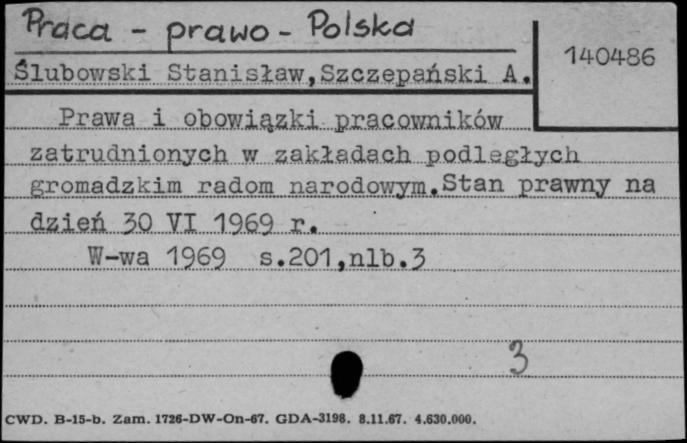 Praca - prawo - Polska
140486
Ślubowski Stanisław,Szczepański A.
Prawa i obowiązki pracowników
zatrudnionych w zakładach podległych
gromadzkim radom narodowym.Stan prawny na
dzień 30 VI 1969 r.
W-wa 1969 s.201,nlb.3
3
CWD. B-15-b. Zam. 1726-DW-On-67. GDA-3198. 8.11.67. 4.630.000.